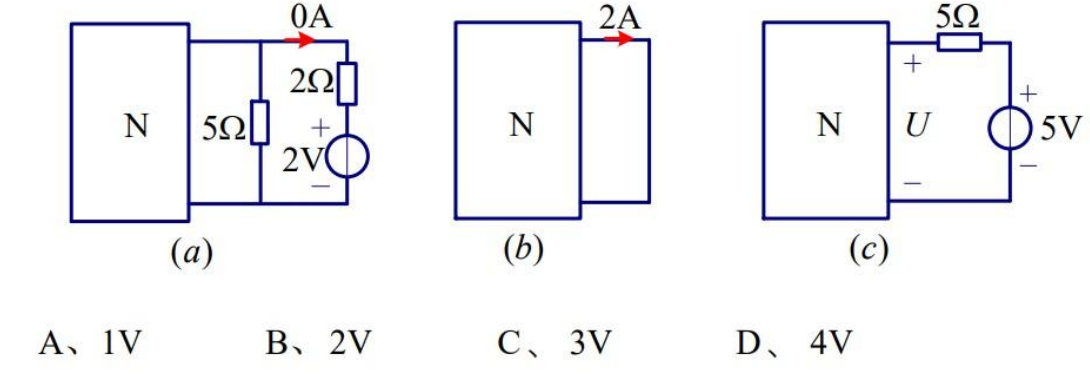 0A 2A 5Ω
2Ω + +
N 5Ω + N N U 5V
2V
− − −
(a) (b) (c)
A、1V B、2V C、3V D、4V